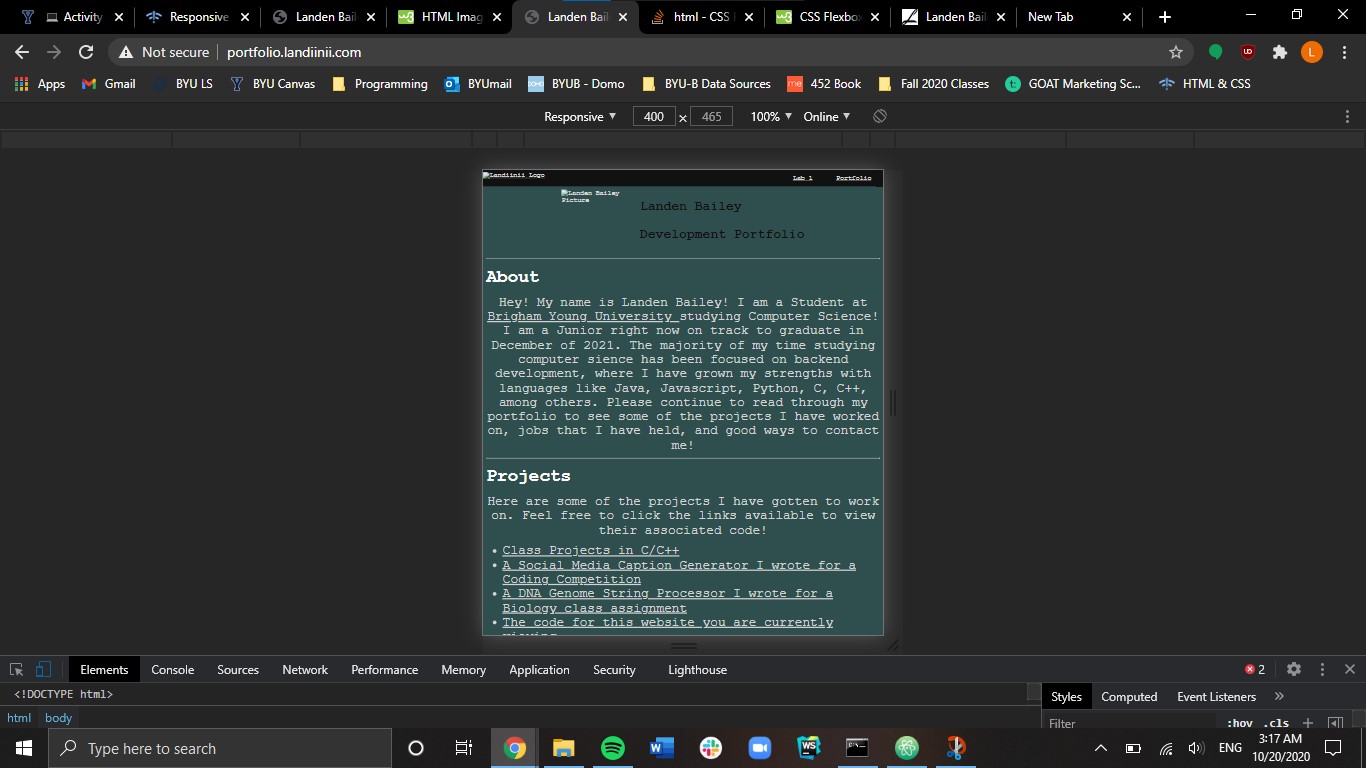 Activity
Responsive
Landen Bail
HTML Imag
Landen Bail
html - CSS
CSS Flexbo
Landen Bail
New Tab
Not secure
portfolio.landiinii.com
L
Apps
Gmail
BYU LS
BYU Canvas
Programming
BYUmail
BYUB - Domo
BYU-B Data Sources
me 452 Book
Fall 2020 Classes
t GOAT Marketing Sc...
HTML & CSS
Responsive ▼ 400 × 465 100% ▼ Online ▼
Landiinii Logo
Lab 1
Portfolio
Landen Bailey
Picture
Landen Bailey
Development Portfolio
About
Hey! My name is Landen Bailey! I am a Student at
Brigham Young University studying Computer Science!
I am a Junior right now on track to graduate in
December of 2021. The majority of my time studying
computer sience has been focused on backend
development, where I have grown my strengths with
languages like Java, Javascript, Python, C, C++,
among others. Please continue to read through my
portfolio to see some of the projects I have worked
on, jobs that I have held, and good ways to contact
me!
Projects
Here are some of the projects I have gotten to work
on. Feel free to click the links available to view
their associated code!
• Class Projects in C/C++
• A Social Media Caption Generator I wrote for a
Coding Competition
• A DNA Genome String Processor I wrote for a
Biology class assignment
• The code for this website you are currently
Elements
Console
Sources
Network
Performance
Memory
Application
Security
Lighthouse
2
<!DOCTYPE html>
html body
Styles
Computed
Event Listeners
»
Filter
:hov .cls +
Type here to search
ENG
3:17 AM
10/20/2020